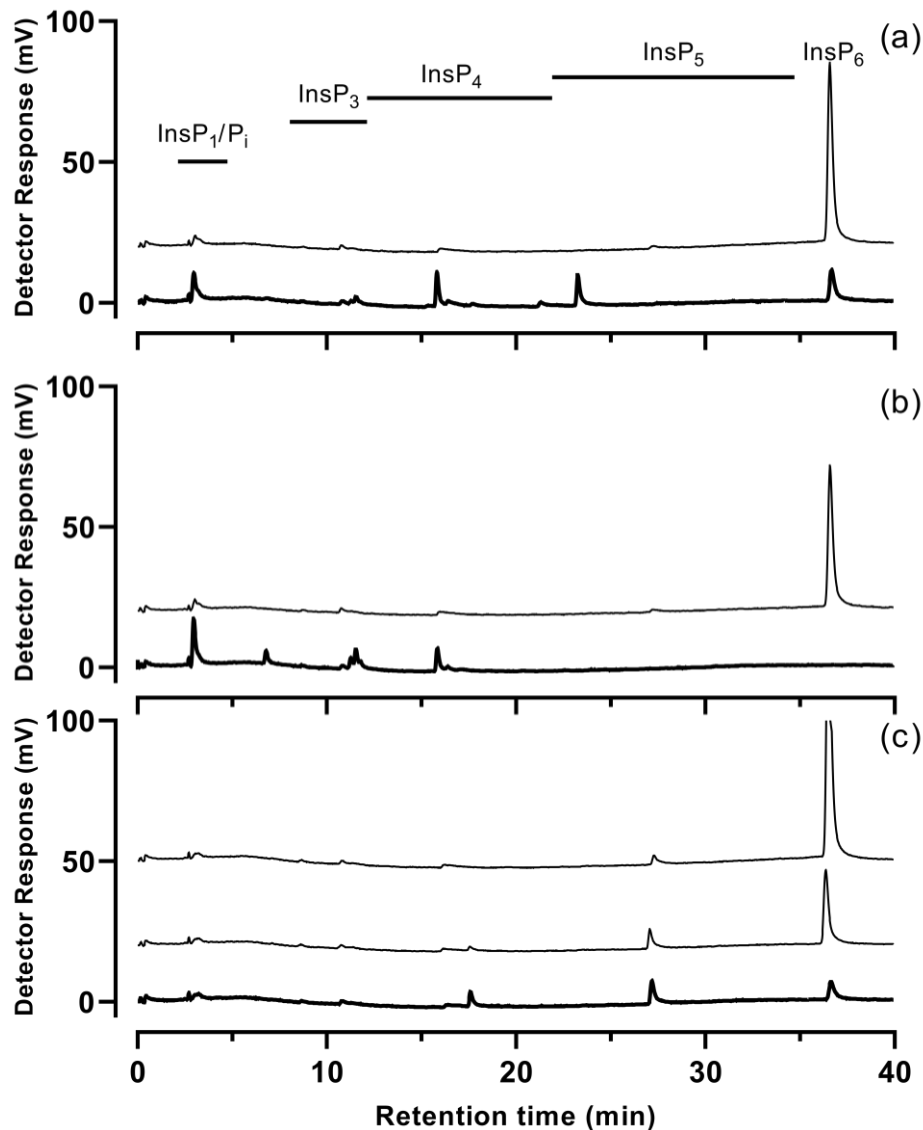 100
(a)
InsP6
InsP5
InsP4
InsP3
InsP1/Pi
50
0
Detector Response (mV)
100
(b)
50
0
Detector Response (mV)
100
(c)
50
0
Detector Response (mV)
0 10 20 30 40
Retention time (min)